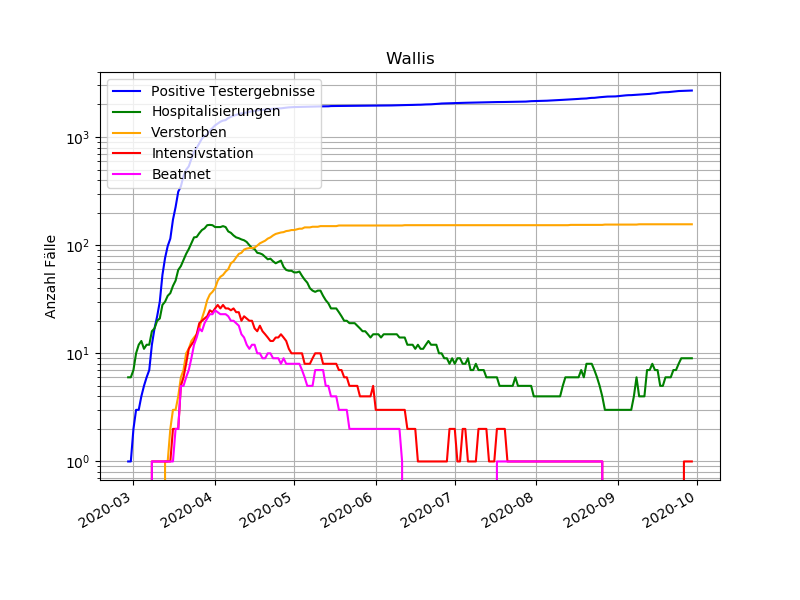 Wallis
Positive Testergebnisse
Hospitalisierungen
Verstorben
Intensivstation
Beatmet
Anzahl Fälle
10³
10²
10¹
10⁰
2020-03
2020-04
2020-05
2020-06
2020-07
2020-08
2020-09
2020-10